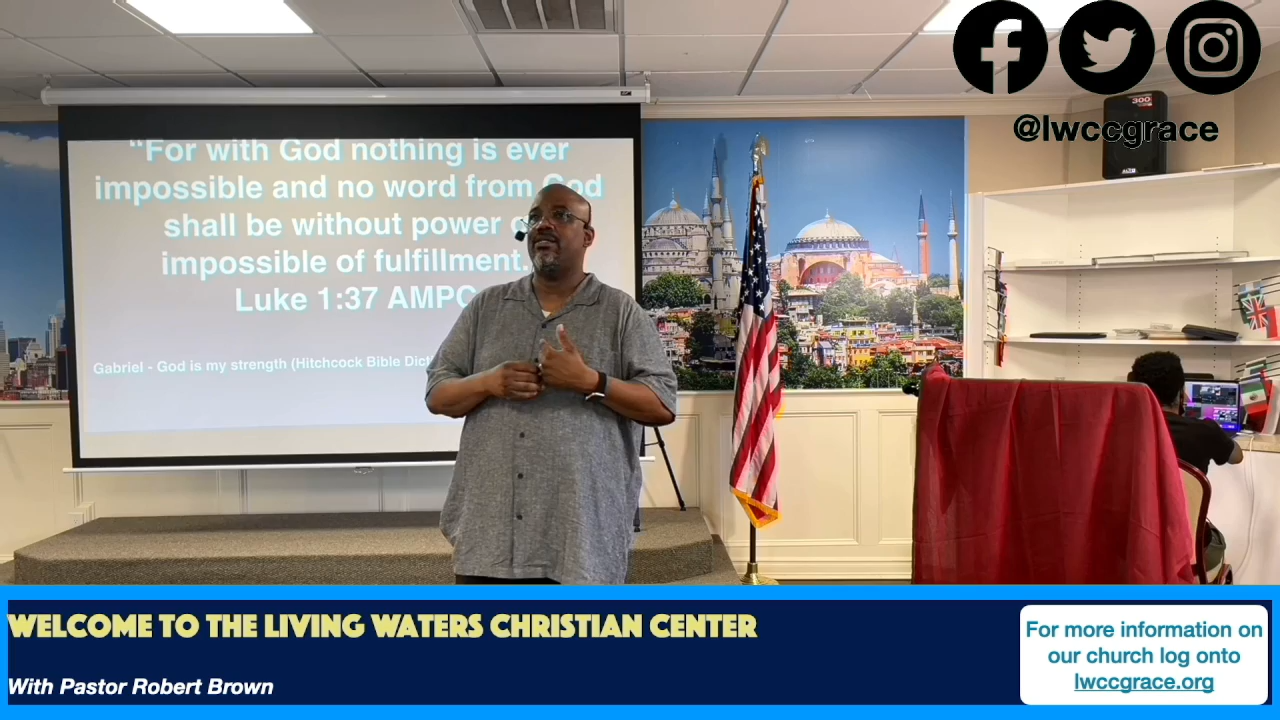 "For with God nothing is ever
impossible and no word from God
shall be without power
impossible of fulfillment.
Luke 1:37 AMPC
Gabriel - God is my strength (Hitchcock Bible
@lwccgrace
300
WELCOME TO THE LIVING WATERS CHRISTIAN CENTER
With Pastor Robert Brown
For more information on
our church log onto
lwccgrace.org